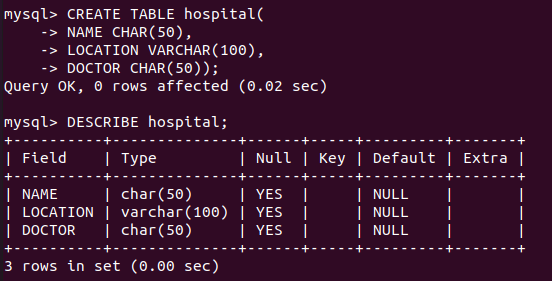 mysql> CREATE TABLE hospital(
    -> NAME CHAR(50),
    -> LOCATION VARCHAR(100),
    -> DOCTOR CHAR(50));
Query OK, 0 rows affected (0.02 sec)

mysql> DESCRIBE hospital;
+----------+--------------+------+-----+---------+-------+
| Field    | Type         | Null | Key | Default | Extra |
+----------+--------------+------+-----+---------+-------+
| NAME     | char(50)     | YES  |     | NULL    |       |
| LOCATION | varchar(100) | YES  |     | NULL    |       |
| DOCTOR   | char(50)     | YES  |     | NULL    |       |
+----------+--------------+------+-----+---------+-------+
3 rows in set (0.00 sec)